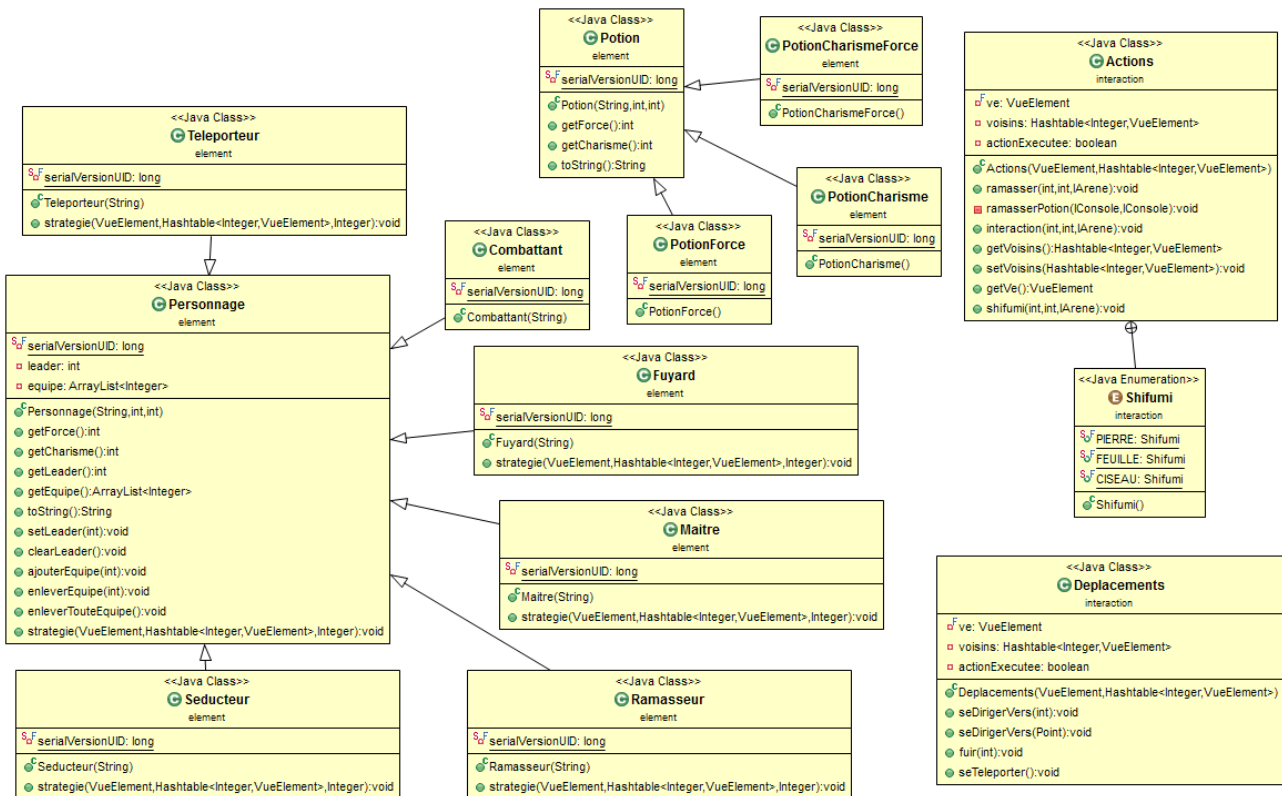 <<Java Class>>
Potion
element
serialVersionUID: long
Potion(String,int,int)
getForce():int
getCharisme():int
toString():String
<<Java Class>>
PotionCharismeForce
element
serialVersionUID: long
PotionCharismeForce()
<<Java Class>>
Actions
interaction
ve: VueElement
voisins: Hashtable<Integer,VueElement>
actionExecutee: boolean
Actions(VueElement,Hashtable<Integer,VueElement>)
ramasser(int,int,IArene):void
ramasserPotion(IConsole,IConsole):void
interaction(int,int,IArene):void
getVoisins():Hashtable<Integer,VueElement>
setVoisins(Hashtable<Integer,VueElement>):void
getVe():VueElement
shifumi(int,int,IArene):void
<<Java Class>>
Teleporteur
element
serialVersionUID: long
Teleporteur(String)
strategie(VueElement,Hashtable<Integer,VueElement>,Integer):void
<<Java Class>>
PotionCharisme
element
serialVersionUID: long
PotionCharisme()
<<Java Class>>
Combattant
element
serialVersionUID: long
Combattant(String)
<<Java Class>>
PotionForce
element
serialVersionUID: long
PotionForce()
<<Java Class>>
Personnage
element
serialVersionUID: long
leader: int
equipe: ArrayList<Integer>
Personnage(String,int,int)
getForce():int
getCharisme():int
getLeader():int
getEquipe():ArrayList<Integer>
toString():String
setLeader(int):void
clearLeader():void
ajouterEquipe(int):void
enleverEquipe(int):void
enleverTouteEquipe():void
strategie(VueElement,Hashtable<Integer,VueElement>,Integer):void
<<Java Class>>
Fuyard
element
serialVersionUID: long
Fuyard(String)
strategie(VueElement,Hashtable<Integer,VueElement>,Integer):void
<<Java Enumeration>>
Shifumi
interaction
PIERRE: Shifumi
FEUILLE: Shifumi
CISEAU: Shifumi
Shifumi()
<<Java Class>>
Maitre
element
serialVersionUID: long
Maitre(String)
strategie(VueElement,Hashtable<Integer,VueElement>,Integer):void
<<Java Class>>
Deplacements
interaction
ve: VueElement
voisins: Hashtable<Integer,VueElement>
actionExecutee: boolean
Deplacements(VueElement,Hashtable<Integer,VueElement>)
seDirigerVers(int):void
seDirigerVers(Point):void
fuir(int):void
seTeleporter():void
<<Java Class>>
Seducteur
element
serialVersionUID: long
Seducteur(String)
strategie(VueElement,Hashtable<Integer,VueElement>,Integer):void
<<Java Class>>
Ramasseur
element
serialVersionUID: long
Ramasseur(String)
strategie(VueElement,Hashtable<Integer,VueElement>,Integer):void